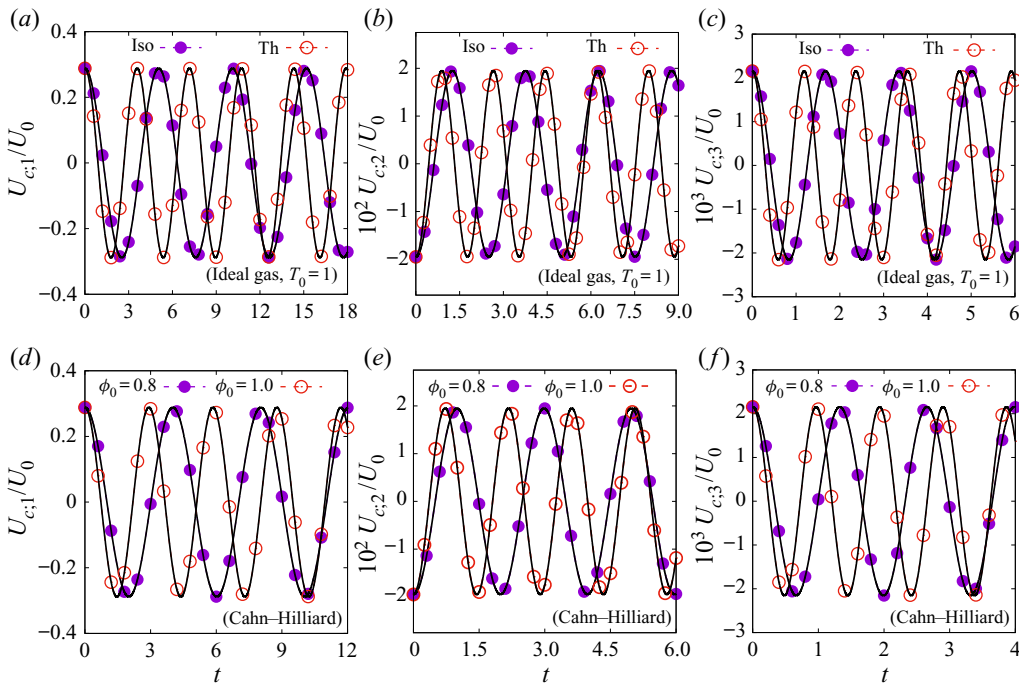 (a)
Iso
Th
U_{c;1}/U_0
0.4
0.2
0
−0.2
−0.4
(Ideal gas, T_0 = 1)
0 3 6 9 12 15 18
(b)
Iso
Th
10^2 U_{c;2}/U_0
2
1
0
−1
−2
(Ideal gas, T_0 = 1)
0 1.5 3.0 4.5 6.0 7.5 9.0
(c)
Iso
Th
10^3 U_{c;3}/U_0
3
2
1
0
−1
−2
−3
(Ideal gas, T_0 = 1)
0 1 2 3 4 5 6
(d)
ϕ_0 = 0.8
ϕ_0 = 1.0
U_{c;1}/U_0
0.4
0.2
0
−0.2
−0.4
(Cahn–Hilliard)
0 3 6 9 12
t
(e)
ϕ_0 = 0.8
ϕ_0 = 1.0
10^2 U_{c;2}/U_0
2
1
0
−1
−2
(Cahn–Hilliard)
0 1.5 3.0 4.5 6.0
t
(f)
ϕ_0 = 0.8
ϕ_0 = 1.0
10^3 U_{c;3}/U_0
3
2
1
0
−1
−2
−3
(Cahn–Hilliard)
0 1 2 3 4
t